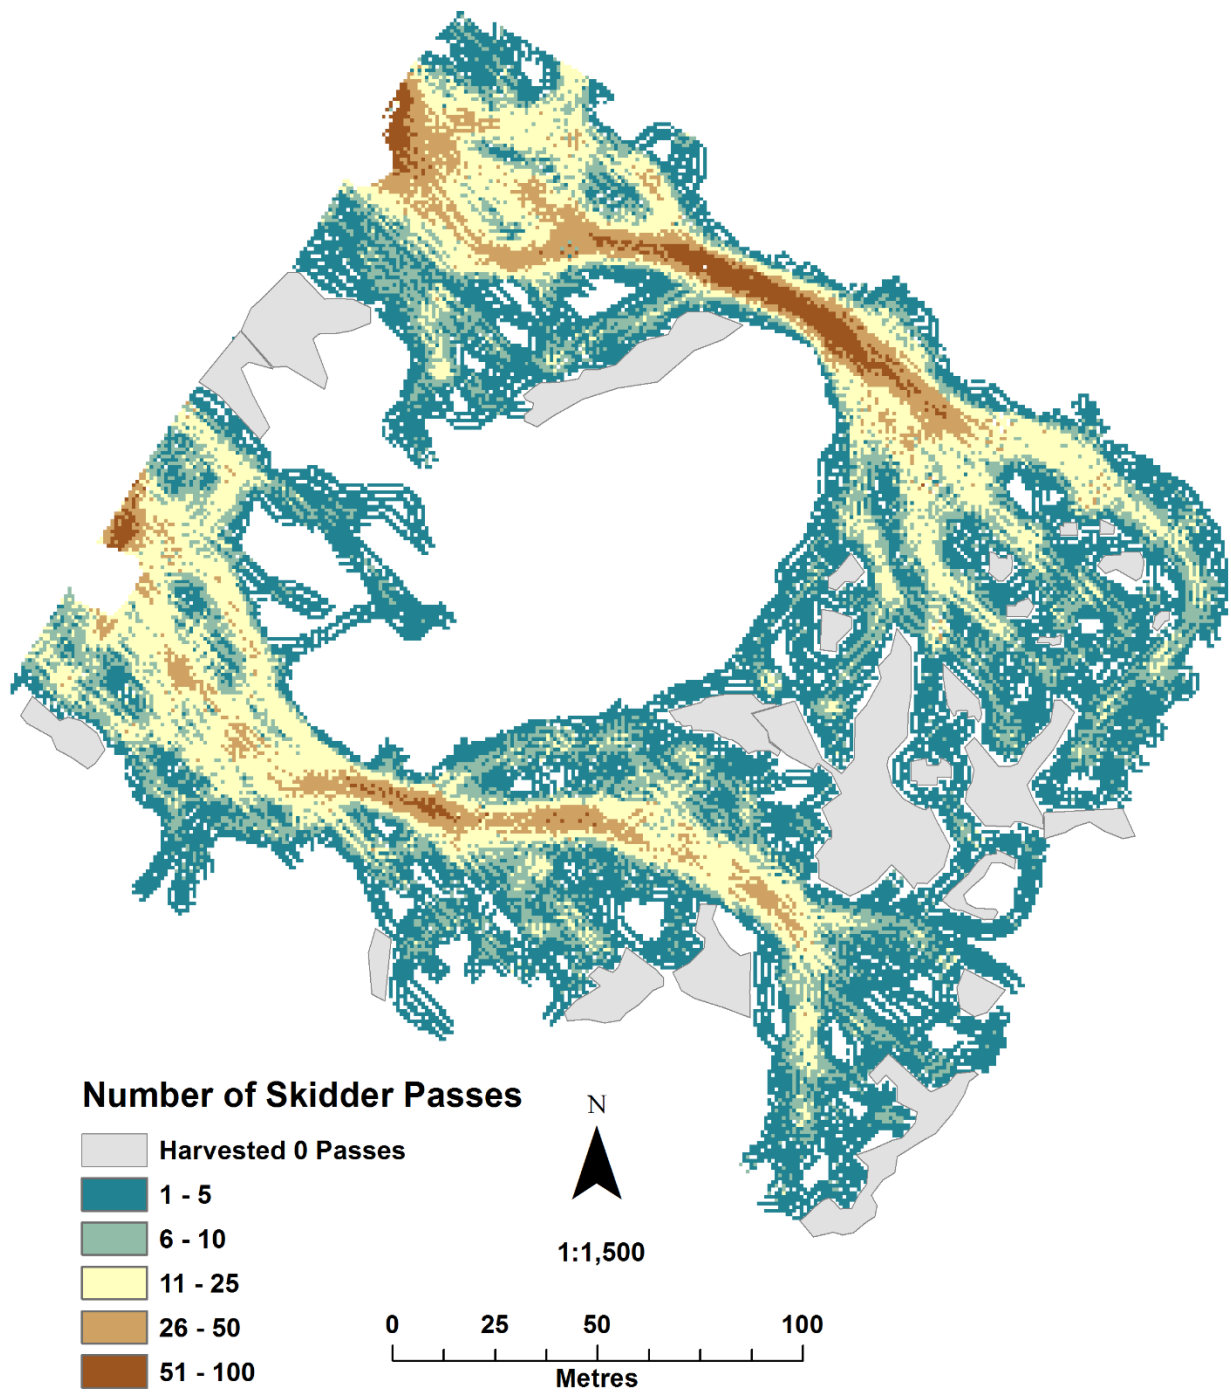 Number of Skidder Passes
Harvested 0 Passes
1 - 5
6 - 10
11 - 25
26 - 50
51 - 100
N
1:1,500
0 25 50 100
Metres